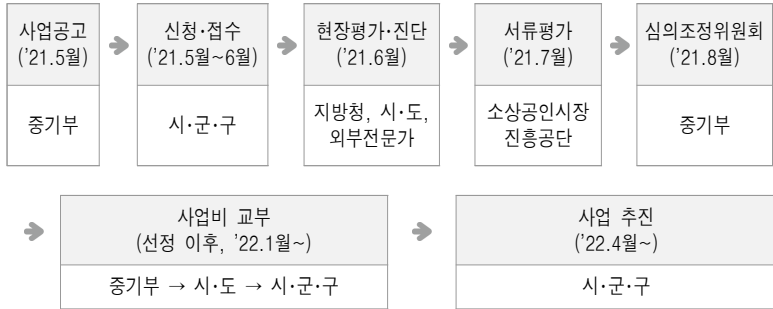 사업공고
('21.5월)
중기부
신청·접수
('21.5월~6월)
시·군·구
현장평가·진단
('21.6월)
지방청, 시·도,
외부전문가
서류평가
('21.7월)
소상공인시장
진흥공단
심의조정위원회
('21.8월)
중기부
사업비 교부
(선정 이후, '22.1월~)
중기부 → 시·도 → 시·군·구
사업 추진
('22.4월~)
시·군·구